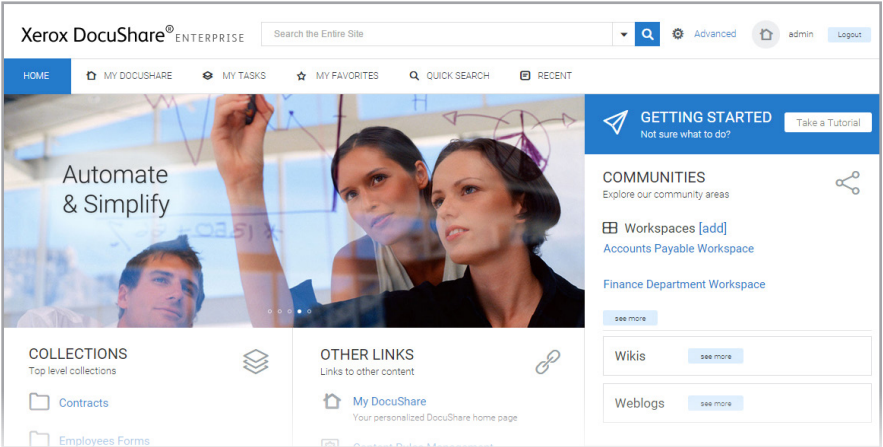 Xerox DocuShare® ENTERPRISE
Search the Entire Site
Advanced
admin
Logout
HOME
MY DOCUSHARE
MY TASKS
MY FAVORITES
QUICK SEARCH
RECENT
Automate
& Simplify
GETTING STARTED
Not sure what to do?
Take a Tutorial
COMMUNITIES
Explore our community areas
Workspaces [add]
Accounts Payable Workspace
Finance Department Workspace
see more
Wikis
see more
Weblogs
see more
COLLECTIONS
Top level collections
Contracts
Employees Forms
OTHER LINKS
Links to other content
My DocuShare
Your personalized DocuShare home page
Content Rules Management